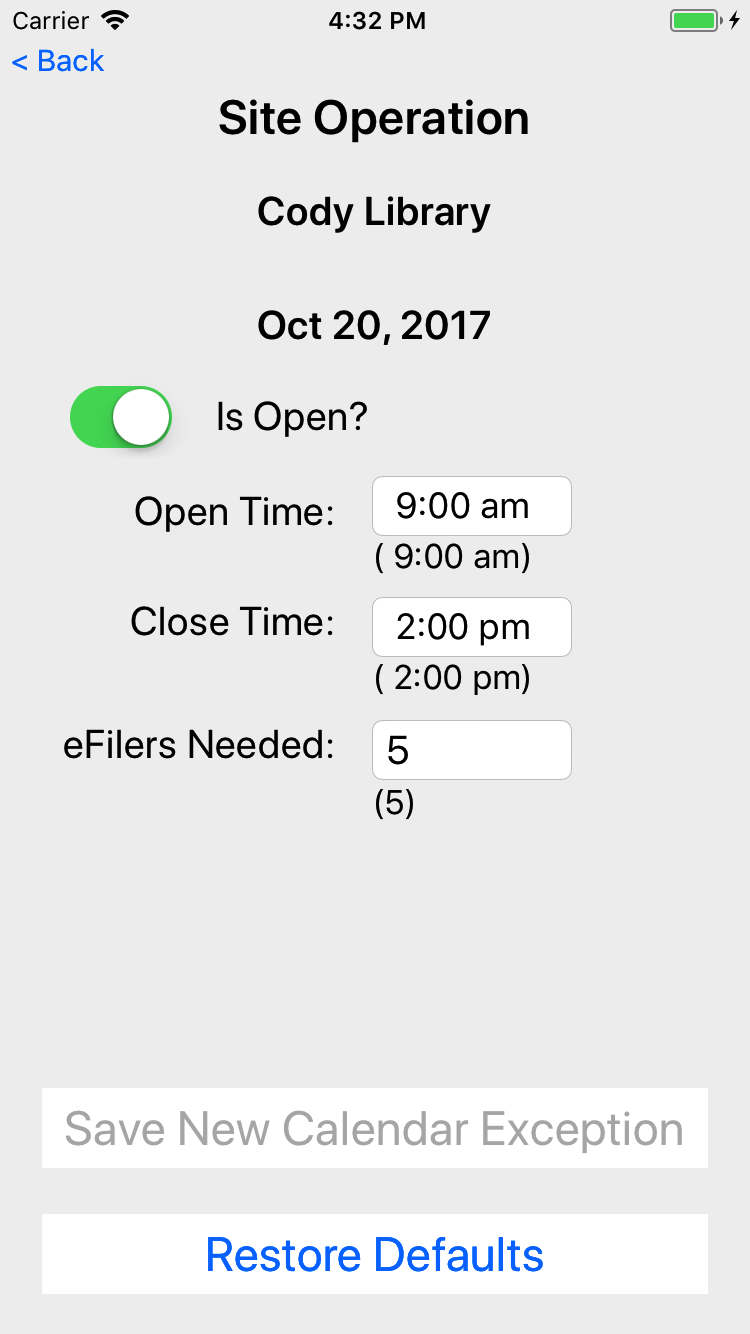 Carrier 4:32 PM
< Back
Site Operation
Cody Library
Oct 20, 2017
Is Open?
Open Time: 9:00 am
( 9:00 am)
Close Time: 2:00 pm
( 2:00 pm)
eFilers Needed: 5
(5)
Save New Calendar Exception
Restore Defaults